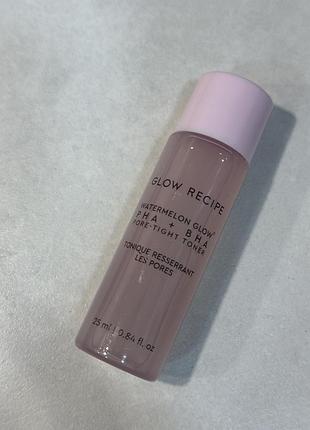 GLOW RECIPE
WATERMELON GLOW
PHA + BHA
PORE-TIGHT TONER
TONIQUE RESSERRANT
LES PORES
25 ml | 0.84 fl. oz